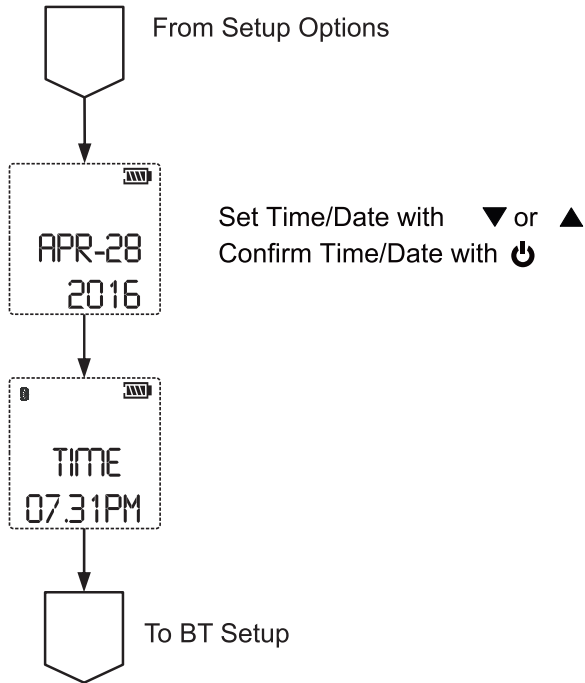 From Setup Options
APR-28
2016
Set Time/Date with ▼ or ▲
Confirm Time/Date with ⏻
TIME
07.31PM
To BT Setup